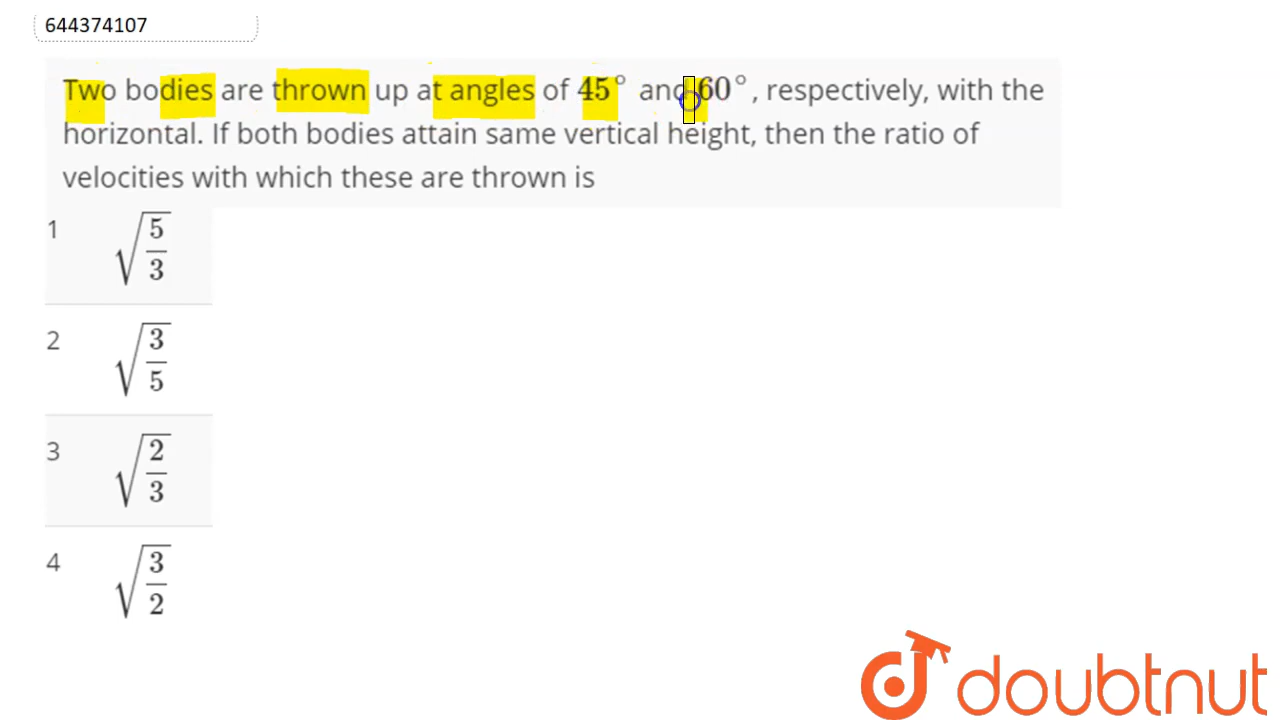 644374107
Two bodies are thrown up at angles of 45° and 60°, respectively, with the
horizontal. If both bodies attain same vertical height, then the ratio of
velocities with which these are thrown is
1 √(5/3)
2 √(3/5)
3 √(2/3)
4 √(3/2)
doubtnut